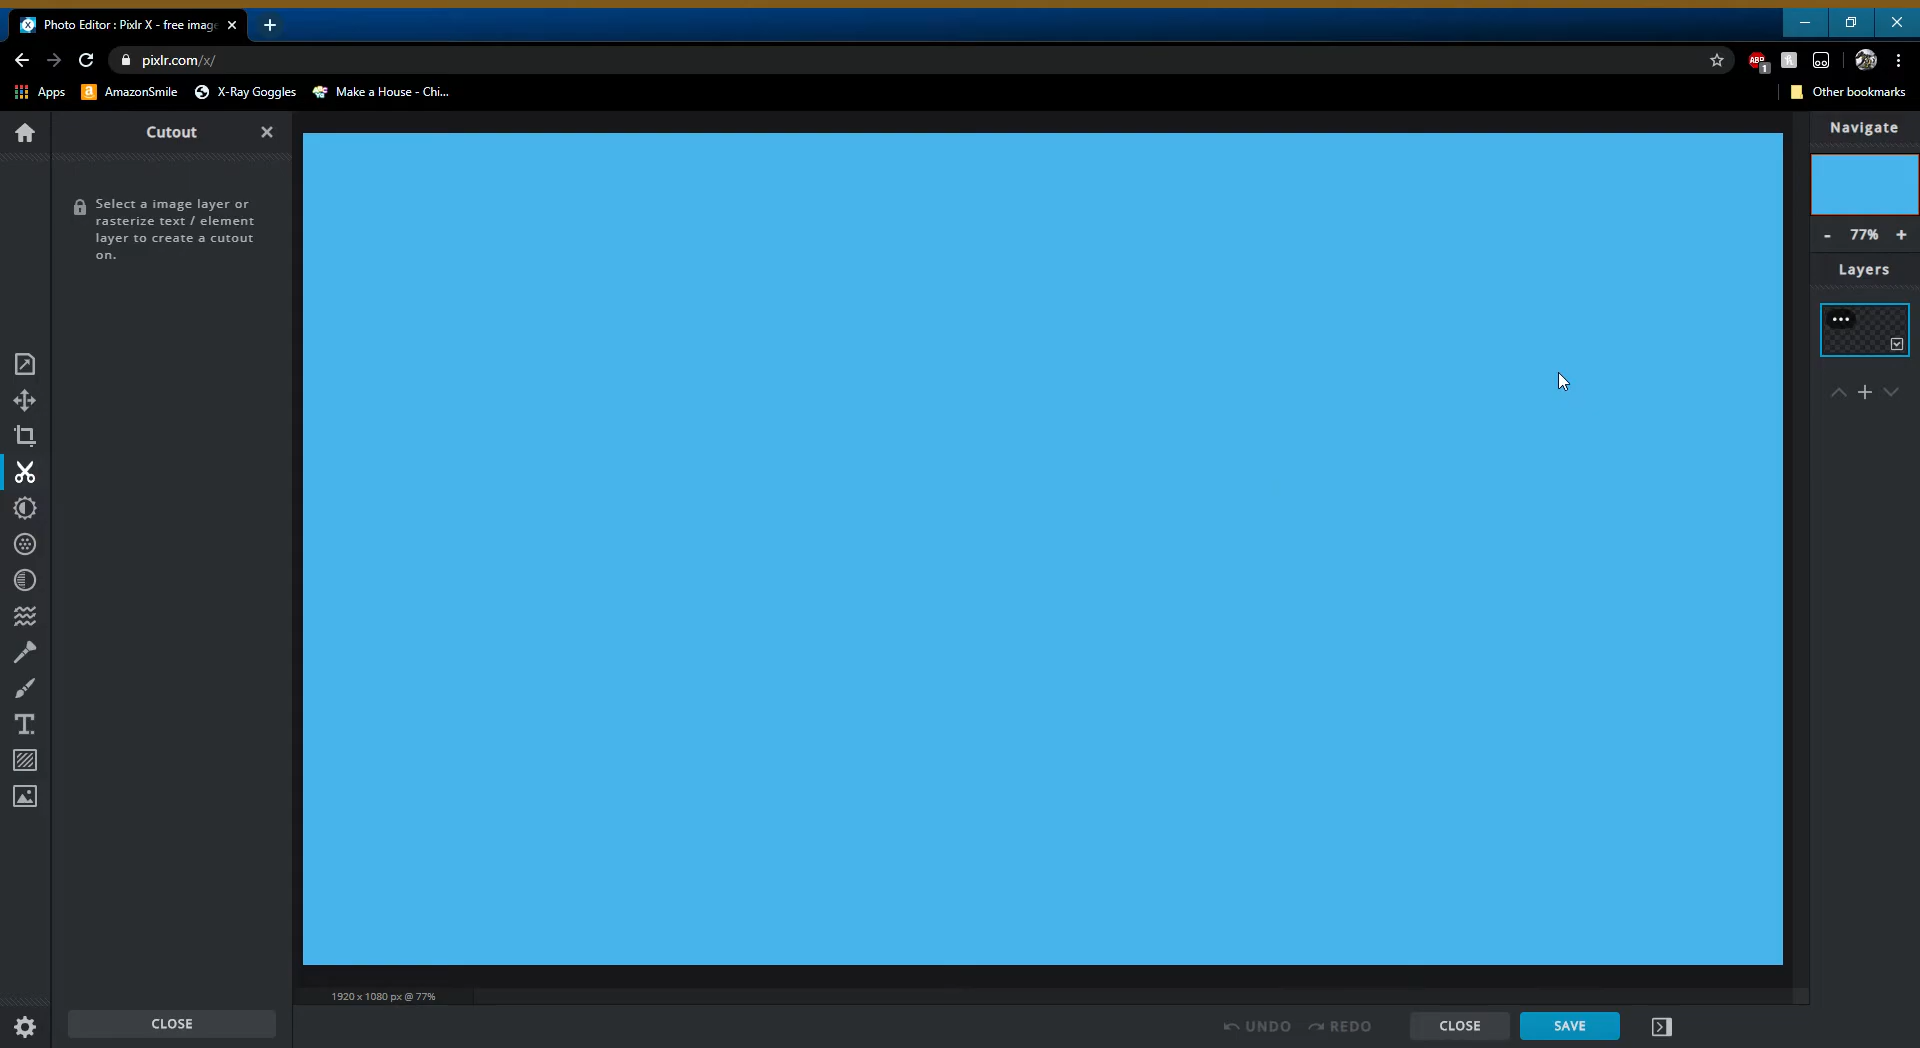 Photo Editor : Pixlr X - free image
pixlr.com/x/
ABP
1
Apps
a
AmazonSmile
X-Ray Goggles
Make a House - Chi...
Other bookmarks
Cutout
Select a image layer or
rasterize text / element
layer to create a cutout
on.
CLOSE
Navigate
- 77% +
Layers
1920 x 1080 px @ 77%
UNDO
REDO
CLOSE
SAVE